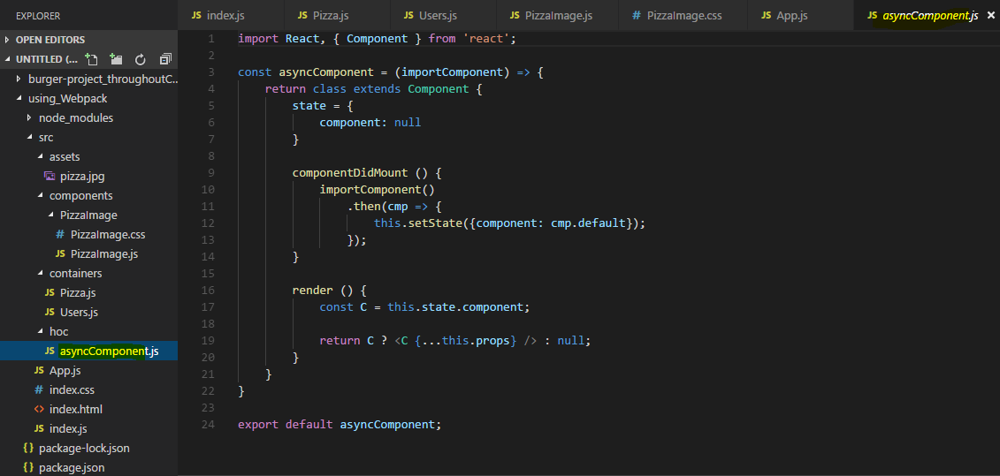 EXPLORER
OPEN EDITORS
UNTITLED (...
burger-project_throughoutC...
using_Webpack
node_modules
src
assets
pizza.jpg
components
PizzaImage
# PizzaImage.css
JS PizzaImage.js
containers
JS Pizza.js
JS Users.js
hoc
JS asyncComponent.js
JS App.js
# index.css
<> index.html
JS index.js
{ } package-lock.json
{ } package.json
JS index.js JS Pizza.js JS Users.js JS PizzaImage.js # PizzaImage.css JS App.js JS asyncComponent.js ×
1 import React, { Component } from 'react';
2
3 const asyncComponent = (importComponent) => {
4 return class extends Component {
5 state = {
6 component: null
7 }
8
9 componentDidMount () {
10 importComponent()
11 .then(cmp => {
12 this.setState({component: cmp.default});
13 });
14 }
15
16 render () {
17 const C = this.state.component;
18
19 return C ? <C {...this.props} /> : null;
20 }
21 }
22 }
23
24 export default asyncComponent;